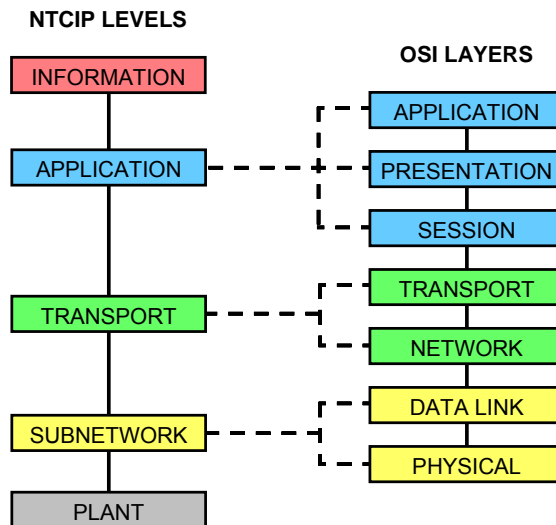 NTCIP LEVELS
INFORMATION
APPLICATION
TRANSPORT
SUBNETWORK
PLANT
OSI LAYERS
APPLICATION
PRESENTATION
SESSION
TRANSPORT
NETWORK
DATA LINK
PHYSICAL